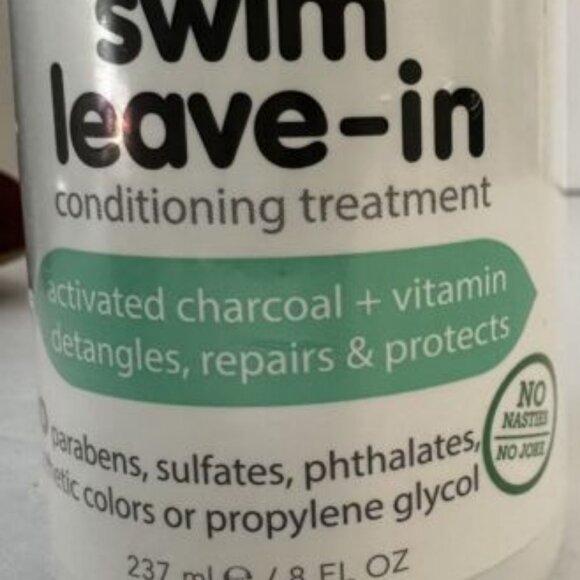 swim
leave-in
conditioning treatment
activated charcoal + vitamin
detangles, repairs & protects
NO
NASTIES
NO JOKE
parabens, sulfates, phthalates,
colors or propylene glycol
237 ml e / 8 FL OZ